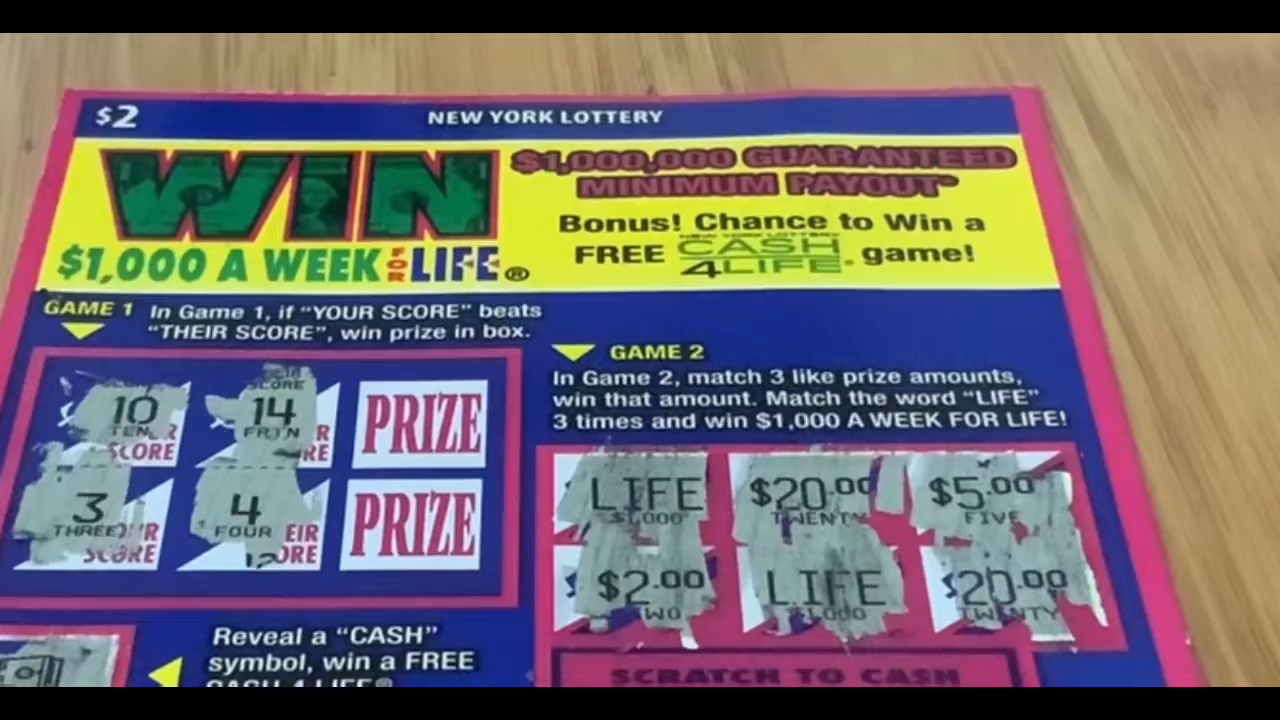 $2
NEW YORK LOTTERY
WIN
$1,000 A WEEK FOR LIFE®
$1,000,000 GUARANTEED
MINIMUM PAYOUT*
Bonus! Chance to Win a
FREE CASH 4LIFE® game!
GAME 1 In Game 1, if "YOUR SCORE" beats
"THEIR SCORE", win prize in box.
SCORE
10 14 PRIZE
TEN FRTN
SCORE
3 4 PRIZE
THREE FOUR
GAME 2
In Game 2, match 3 like prize amounts,
win that amount. Match the word "LIFE"
3 times and win $1,000 A WEEK FOR LIFE!
LIFE $20.00 $5.00
$1,000 TWENTY FIVE
$2.00 LIFE $20.00
TWO $1,000 TWENTY
Reveal a "CASH"
symbol, win a FREE
CASH 4 LIFE®
SCRATCH TO CASH